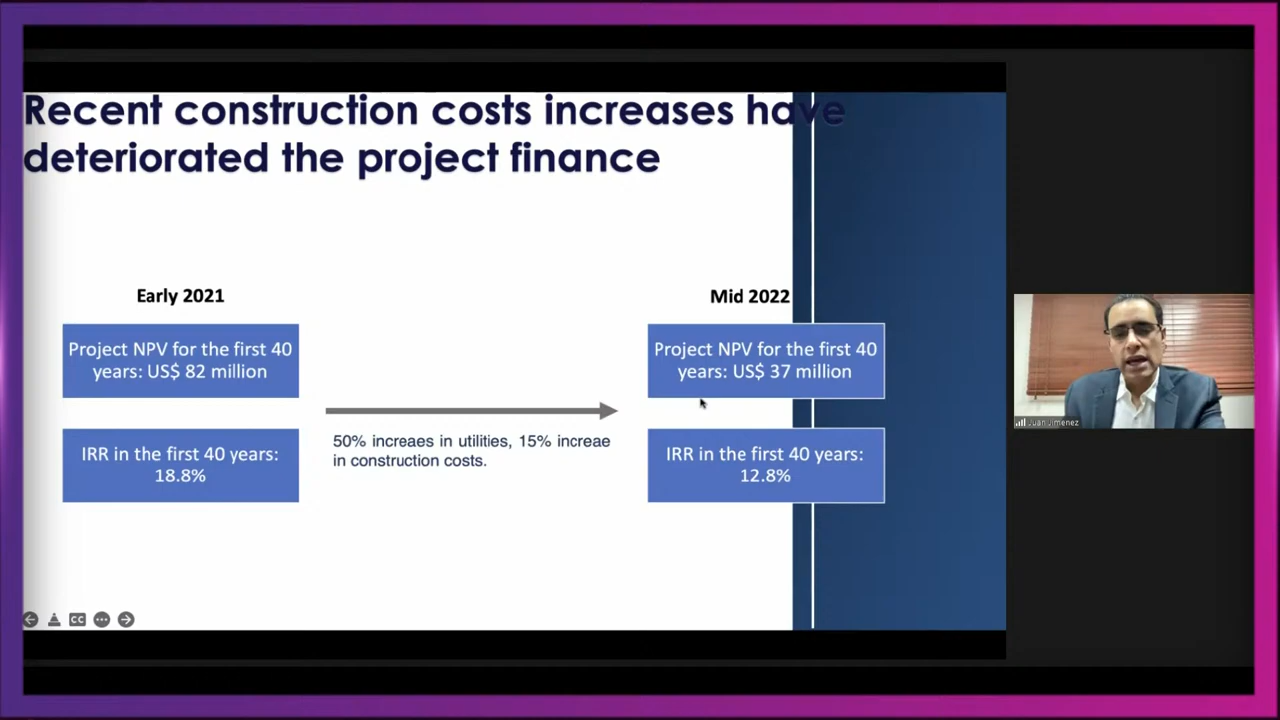 Recent construction costs increases have
deteriorated the project finance
Early 2021
Project NPV for the first 40
years: US$ 82 million
IRR in the first 40 years:
18.8%
50% increaes in utilities, 15% increae
in construction costs.
Mid 2022
Project NPV for the first 40
years: US$ 37 million
IRR in the first 40 years:
12.8%
CC
Juan Jimenez